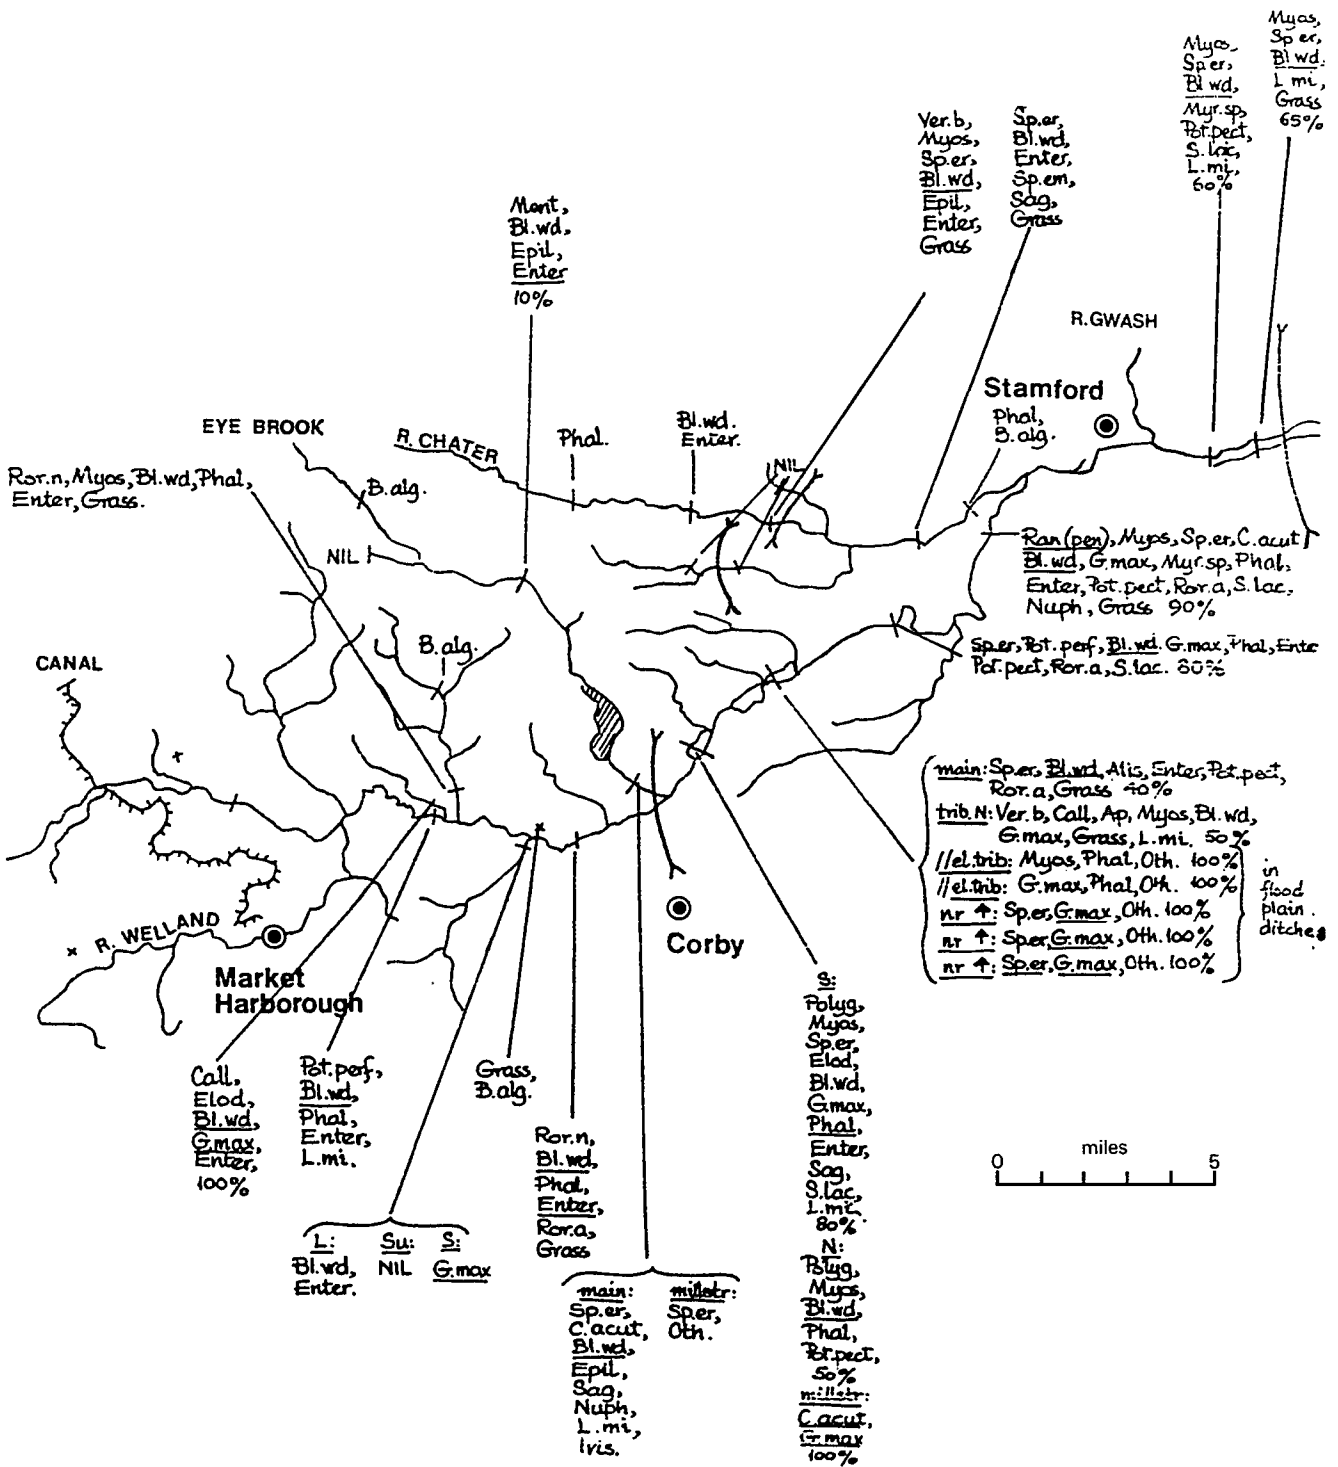 Myos,
Sp.er,
Bl.wd.
L.mi,
Grass
65%
Myos,
Sp.er,
Bl.wd,
Myr.sp,
Pot.pect,
S.lac,
L.mi,
60%
Ver.b,
Myos,
Sp.er,
Bl.wd,
Epil,
Enter,
Grass
Sp.er,
Bl.wd,
Enter,
Sp.em,
Sag,
Grass
Ment,
Bl.wd,
Epil,
Enter
10%
R.GWASH
Stamford
Phal,
B.alg.
EYE BROOK
R. CHATER
Phal.
Bl.wd.
Enter.
NIL
Ror.n, Myos, Bl.wd, Phal,
Enter, Grass.
B.alg.
NIL
B.alg.
Ran(pen), Myos, Sp.er, C.acut
Bl.wd, G.max, Myr.sp, Phal,
Enter, Pot.pect, Ror.a, S.lac,
Nuph, Grass 90%
Sp.er, Pot.perf, Bl.wd. G.max, Phal, Ente
Pot.pect, Ror.a, S.lac. 80%
CANAL
main: Sp.er, Bl.wd, Alis, Enter, Pot.pect,
Ror.a, Grass 40%
trib.N: Ver.b, Call, Ap, Myos, Bl.wd,
G.max, Grass, L.mi. 50%
//el.trib: Myos, Phal, Oth. 100%
//el.trib: G.max, Phal, Oth. 100%
nr ↑: Sp.er, G.max, Oth. 100%
nr ↑: Sp.er, G.max, Oth. 100%
nr ↑: Sp.er, G.max, Oth. 100%
in
flood
plain.
ditches
R. WELLAND
Market
Harborough
Corby
Call,
Elod,
Bl.wd,
G.max,
Enter,
100%
Pot.perf,
Bl.wd,
Phal,
Enter,
L.mi.
Grass,
B.alg.
L:
Bl.wd,
Enter.
Su:
NIL
S:
G.max
Ror.n,
Bl.wd,
Phal,
Enter,
Ror.a,
Grass
main:
Sp.er,
C.acut,
Bl.wd,
Epil,
Sag,
Nuph,
L.mi,
Iris.
millstr:
Sp.er,
Oth.
S:
Polyg,
Myos,
Sp.er,
Elod,
Bl.wd,
G.max,
Phal,
Enter,
Sag,
S.lac,
L.mi.
80%
N:
Polyg,
Myos,
Bl.wd,
Phal,
Pot.pect,
50%
millstr:
C.acut,
G.max
100%
miles
0 5